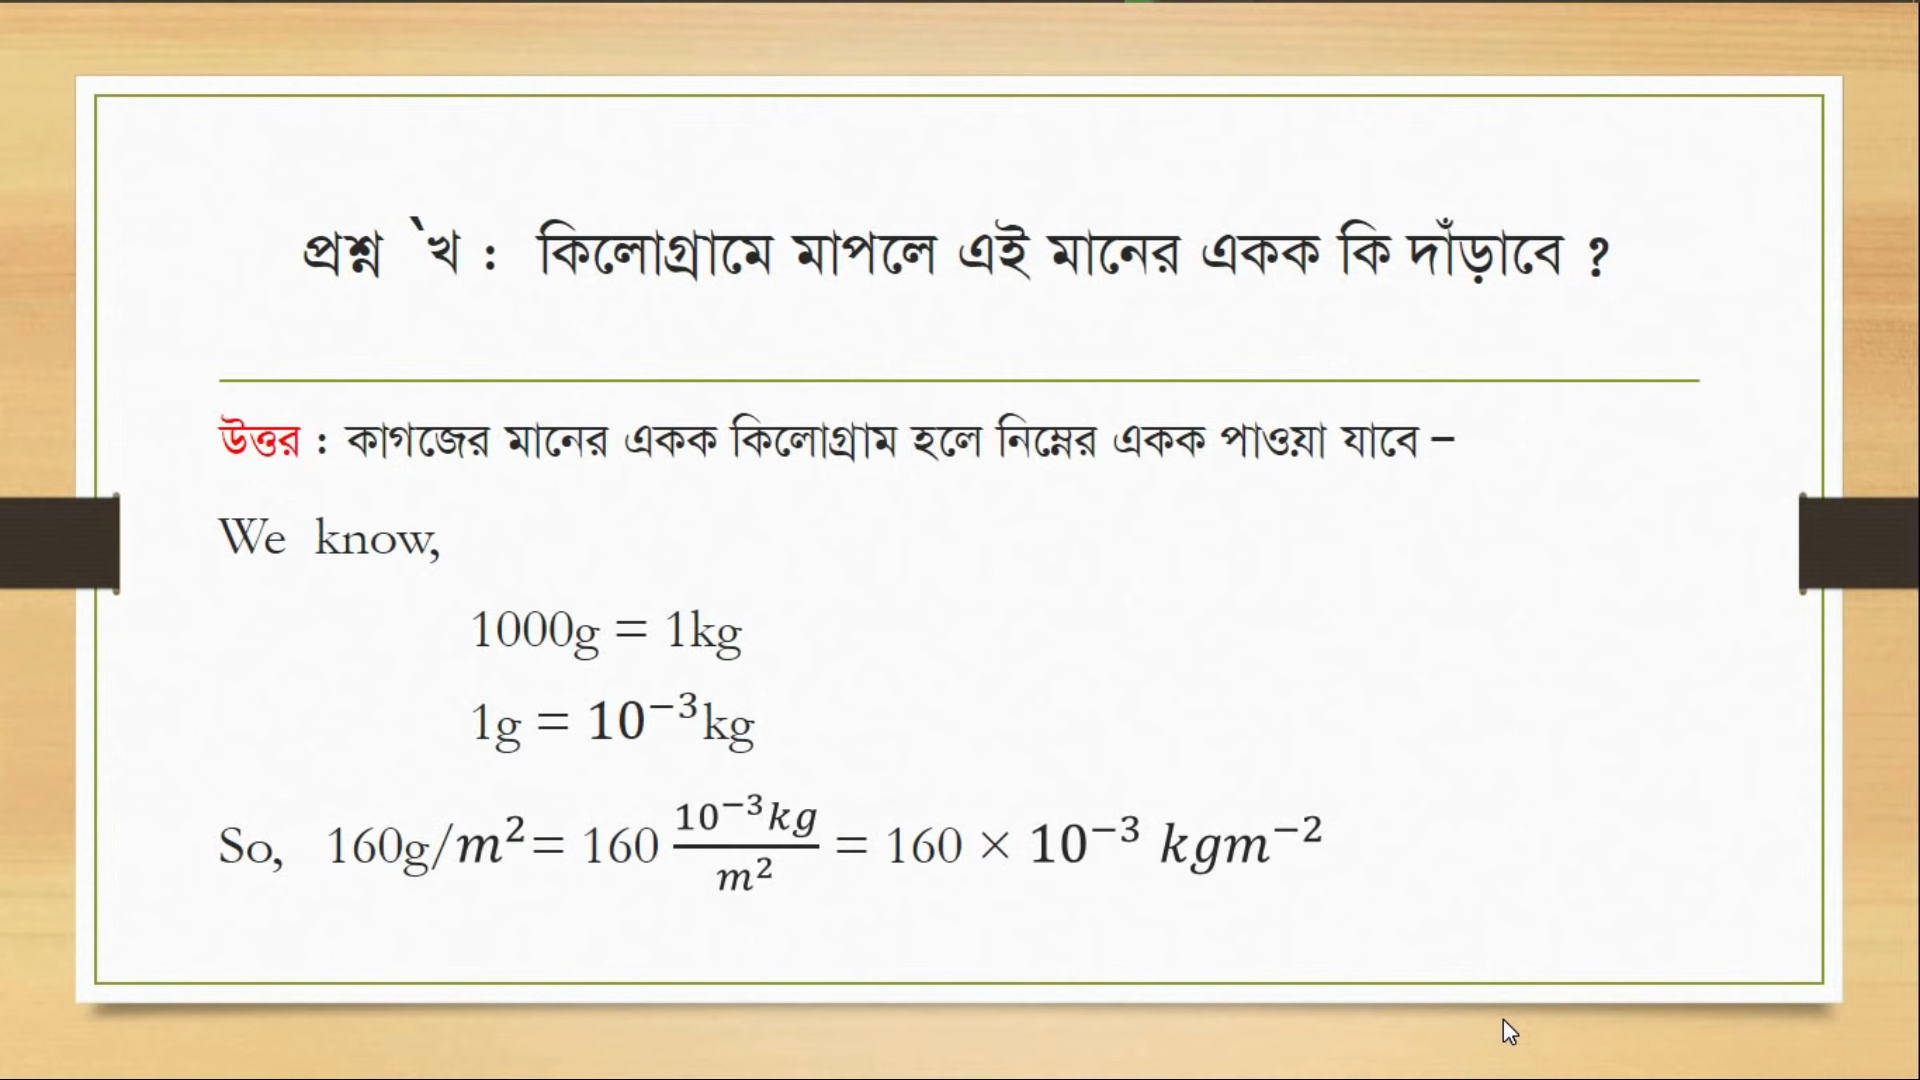 প্রশ্ন `খ : কিলোগ্রামে মাপলে এই মানের একক কি দাঁড়াবে ?
উত্তর : কাগজের মানের একক কিলোগ্রাম হলে নিম্নের একক পাওয়া যাবে –
We know,
1000g = 1kg
1g = 10⁻³kg
So, 160g/m²= 160 10⁻³kg/m² = 160 × 10⁻³ kgm⁻²